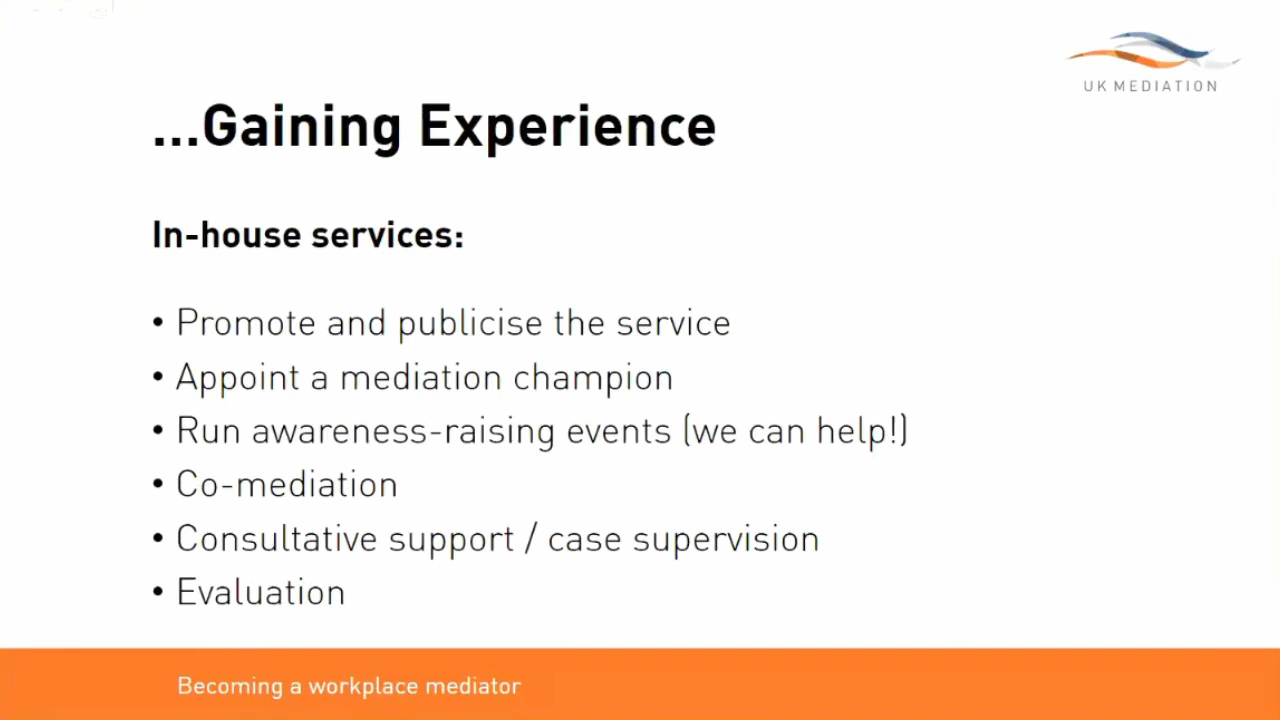 UK MEDIATION
...Gaining Experience
In-house services:
• Promote and publicise the service
• Appoint a mediation champion
• Run awareness-raising events (we can help!)
• Co-mediation
• Consultative support / case supervision
• Evaluation
Becoming a workplace mediator